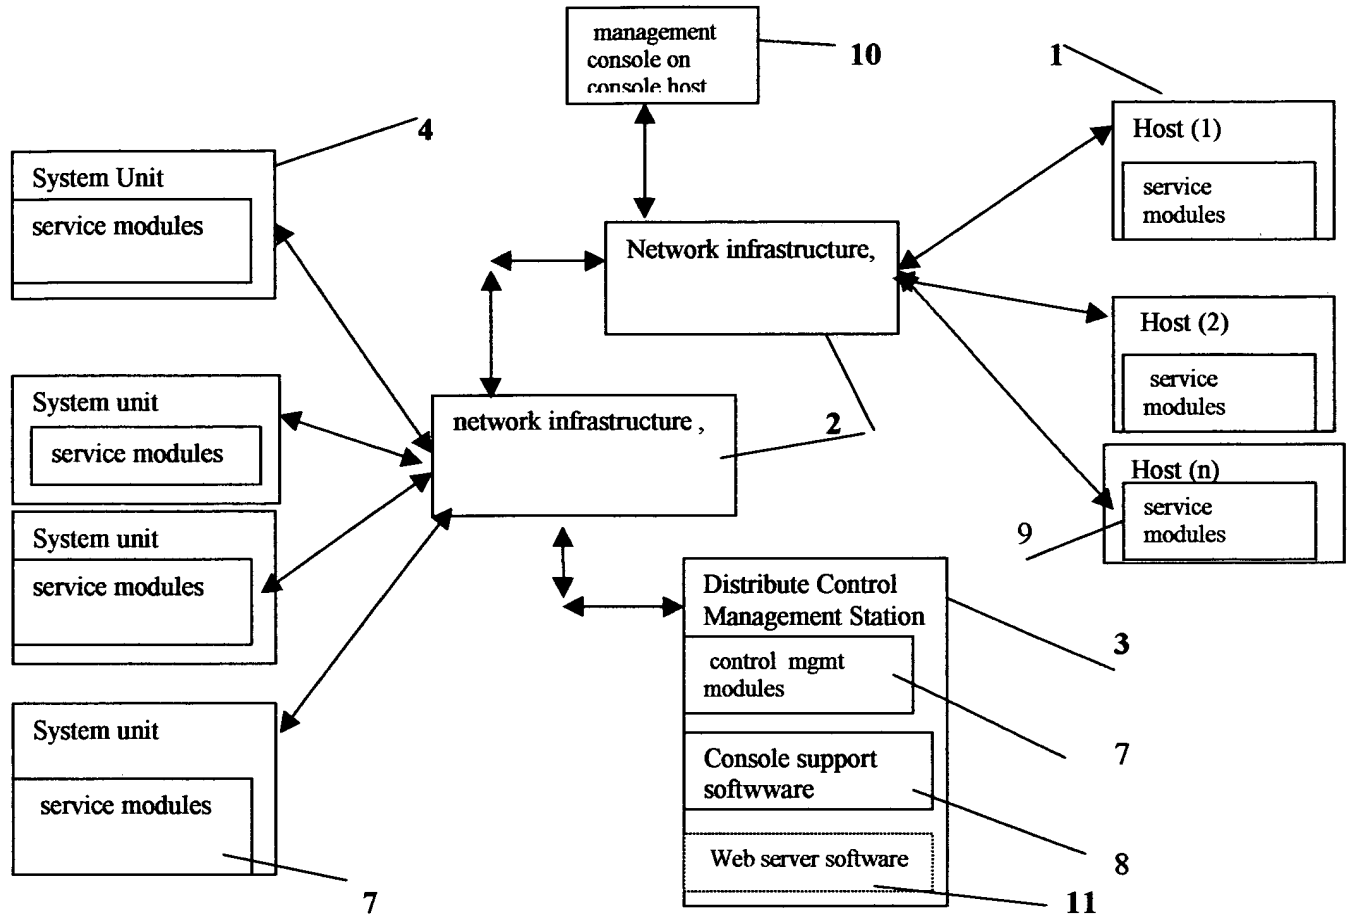 management
console on
console host
10
1
Host (1)
service
modules
4
System Unit
service modules
Network infrastructure,
Host (2)
service
modules
System unit
service modules
network infrastructure ,
2
Host (n)
service
modules
9
System unit
service modules
Distribute Control
Management Station
3
control mgmt
modules
7
System unit
service modules
7
Console support
softwware
8
Web server software
11